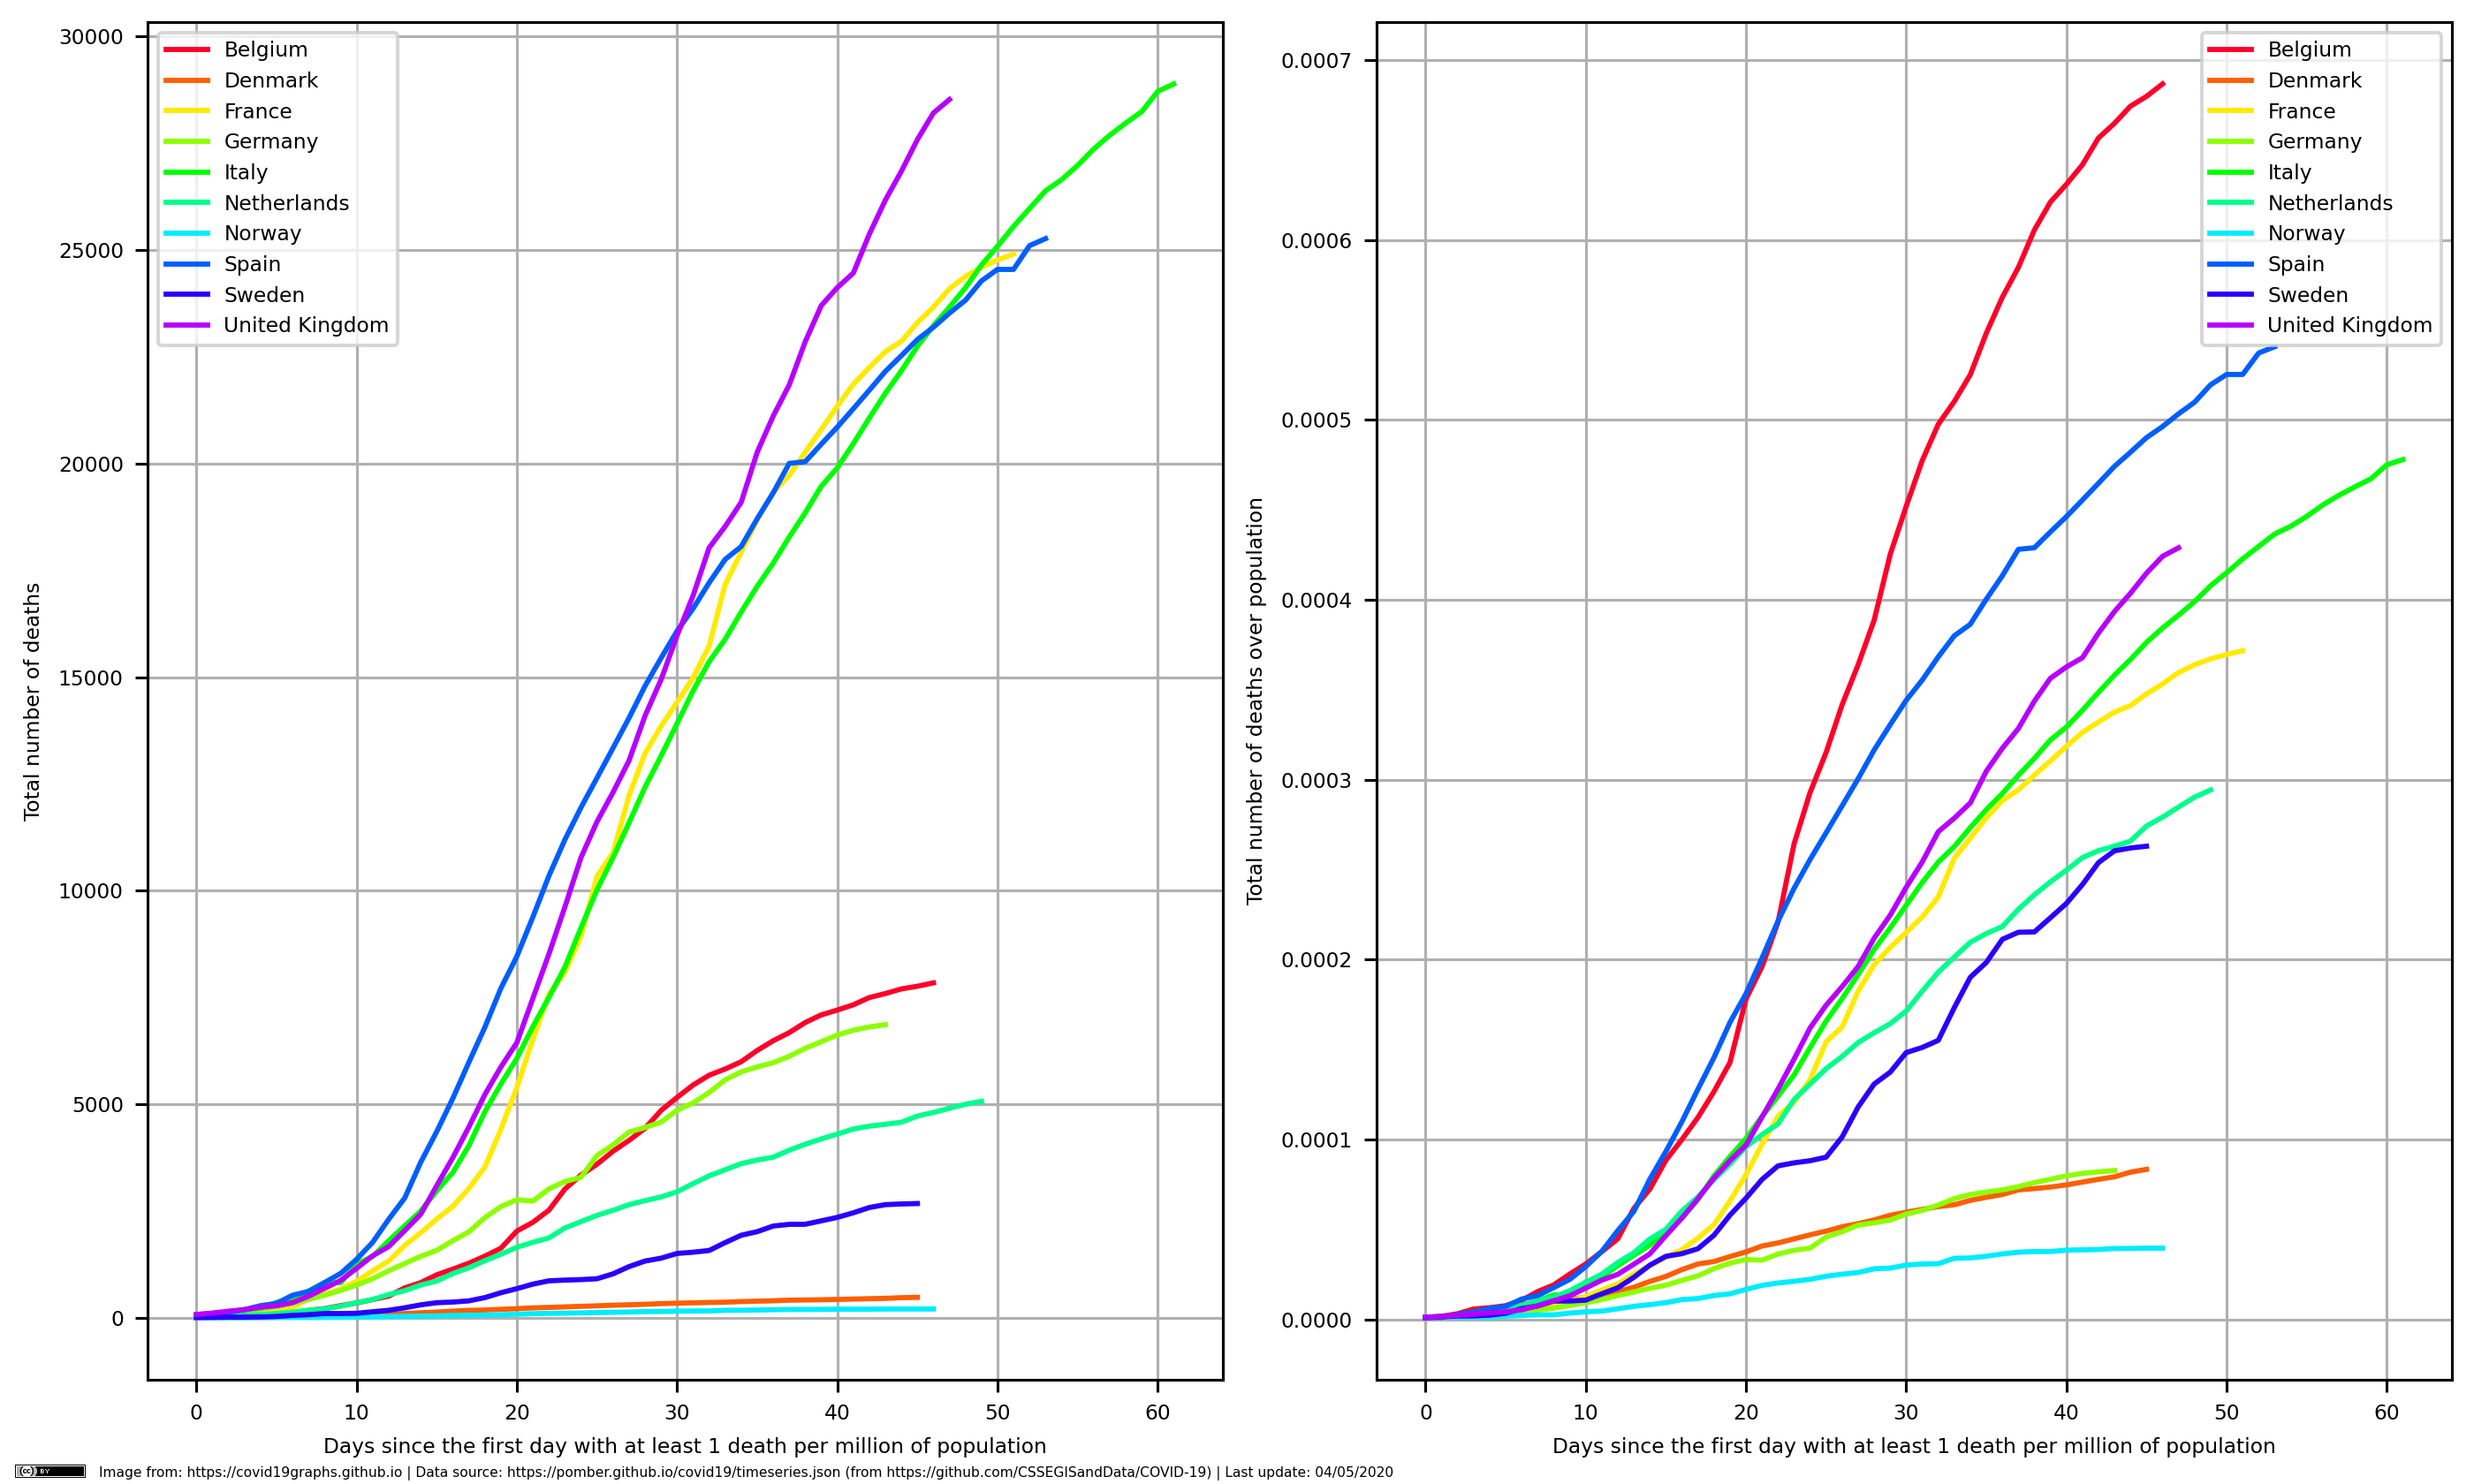 30000
25000
20000
15000
10000
5000
0
Total number of deaths
Belgium
Denmark
France
Germany
Italy
Netherlands
Norway
Spain
Sweden
United Kingdom
0 10 20 30 40 50 60
Days since the first day with at least 1 death per million of population
0.0007
0.0006
0.0005
0.0004
0.0003
0.0002
0.0001
0.0000
Total number of deaths over population
Belgium
Denmark
France
Germany
Italy
Netherlands
Norway
Spain
Sweden
United Kingdom
0 10 20 30 40 50 60
Days since the first day with at least 1 death per million of population
(cc) BY Image from: https://covid19graphs.github.io | Data source: https://pomber.github.io/covid19/timeseries.json (from https://github.com/CSSEGISandData/COVID-19) | Last update: 04/05/2020